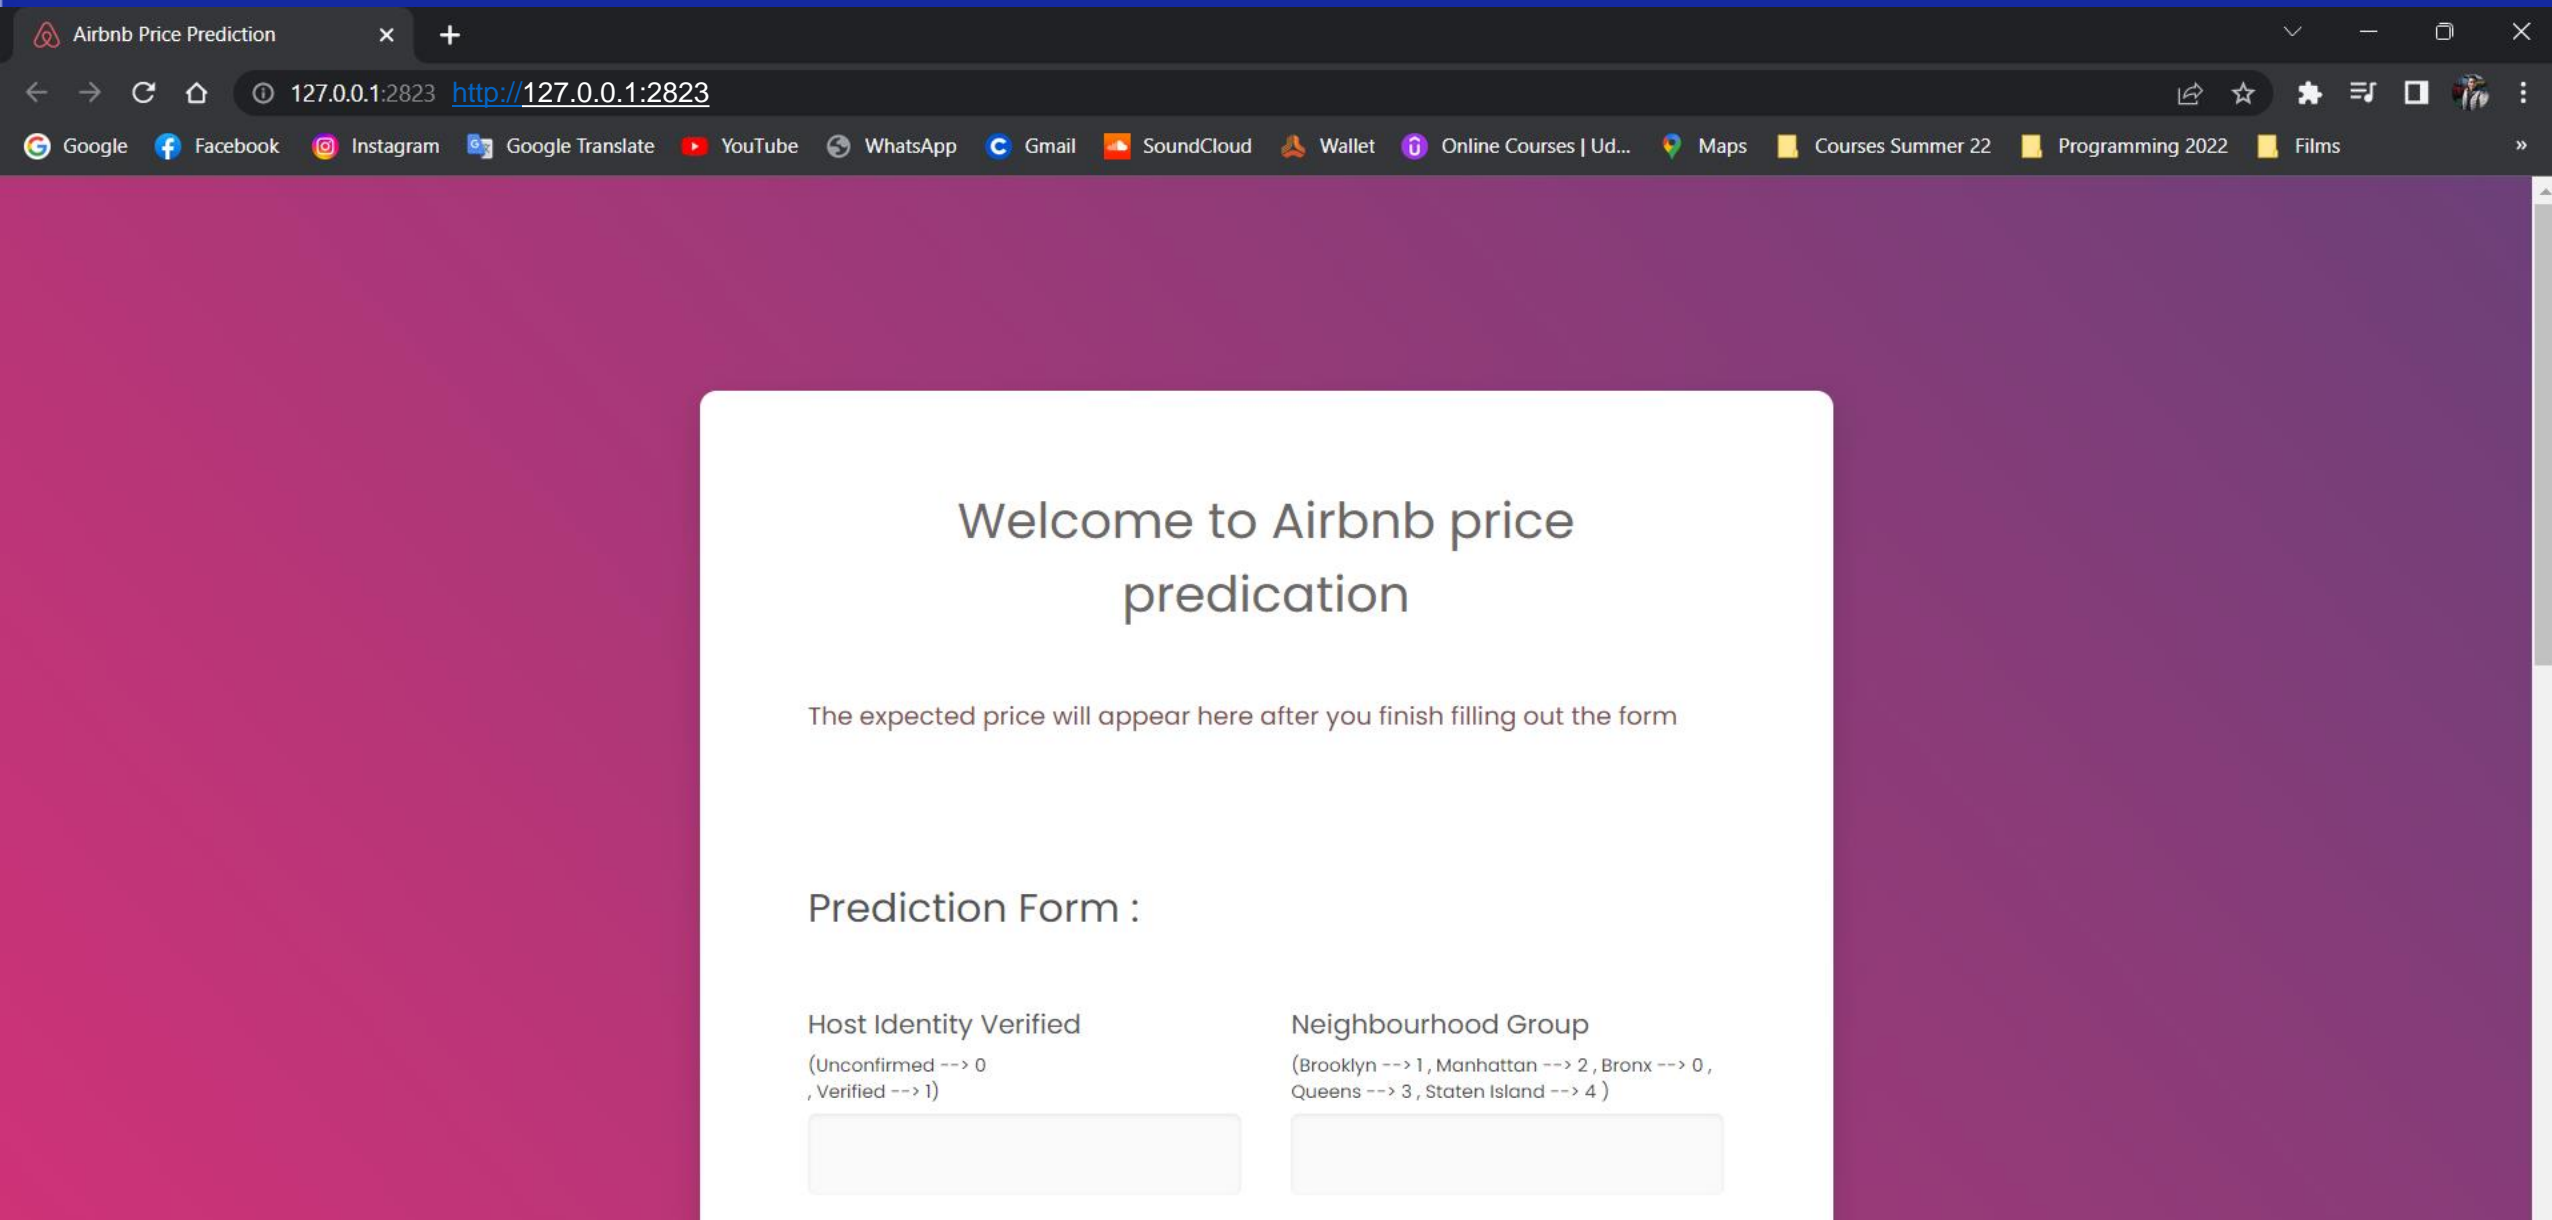 Airbnb Price Prediction
127.0.0.1:2823 http://127.0.0.1:2823
Google Facebook Instagram Google Translate YouTube WhatsApp Gmail SoundCloud Wallet Online Courses | Ud... Maps Courses Summer 22 Programming 2022 Films »
Welcome to Airbnb price
predication
The expected price will appear here after you finish filling out the form
Prediction Form :
Host Identity Verified
(Unconfirmed --> 0
, Verified --> 1)
Neighbourhood Group
(Brooklyn --> 1 , Manhattan --> 2 , Bronx --> 0 ,
Queens --> 3 , Staten Island --> 4 )